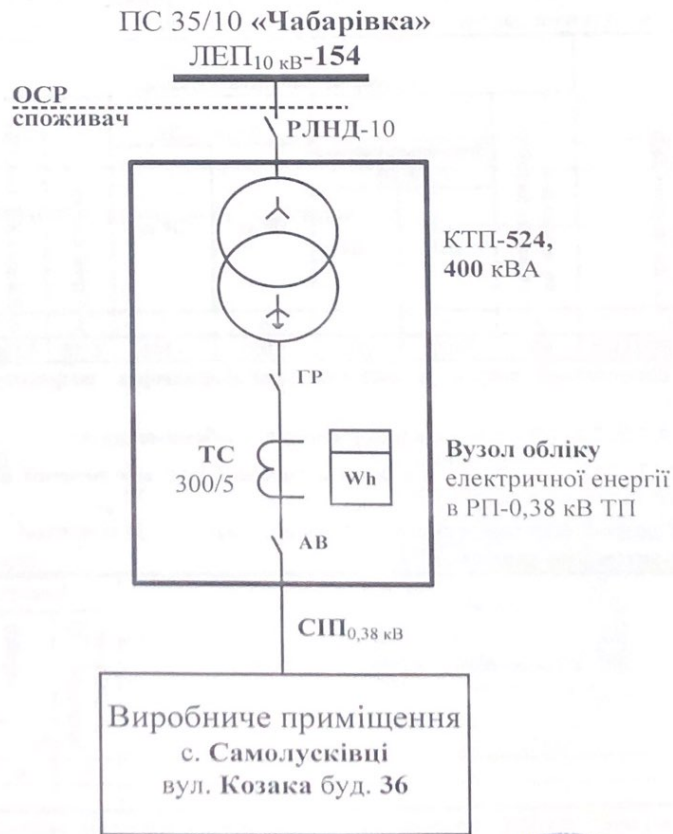 ПС 35/10 «Чабарівка»
ЛЕП10 кВ-154
ОСР
споживач
РЛНД-10
КТП-524,
400 кВА
ГР
ТС
300/5
Wh
Вузол обліку
електричної енергії
в РП-0,38 кВ ТП
АВ
СІП0,38 кВ
Виробниче приміщення
с. Самолусківці
вул. Козака буд. 36